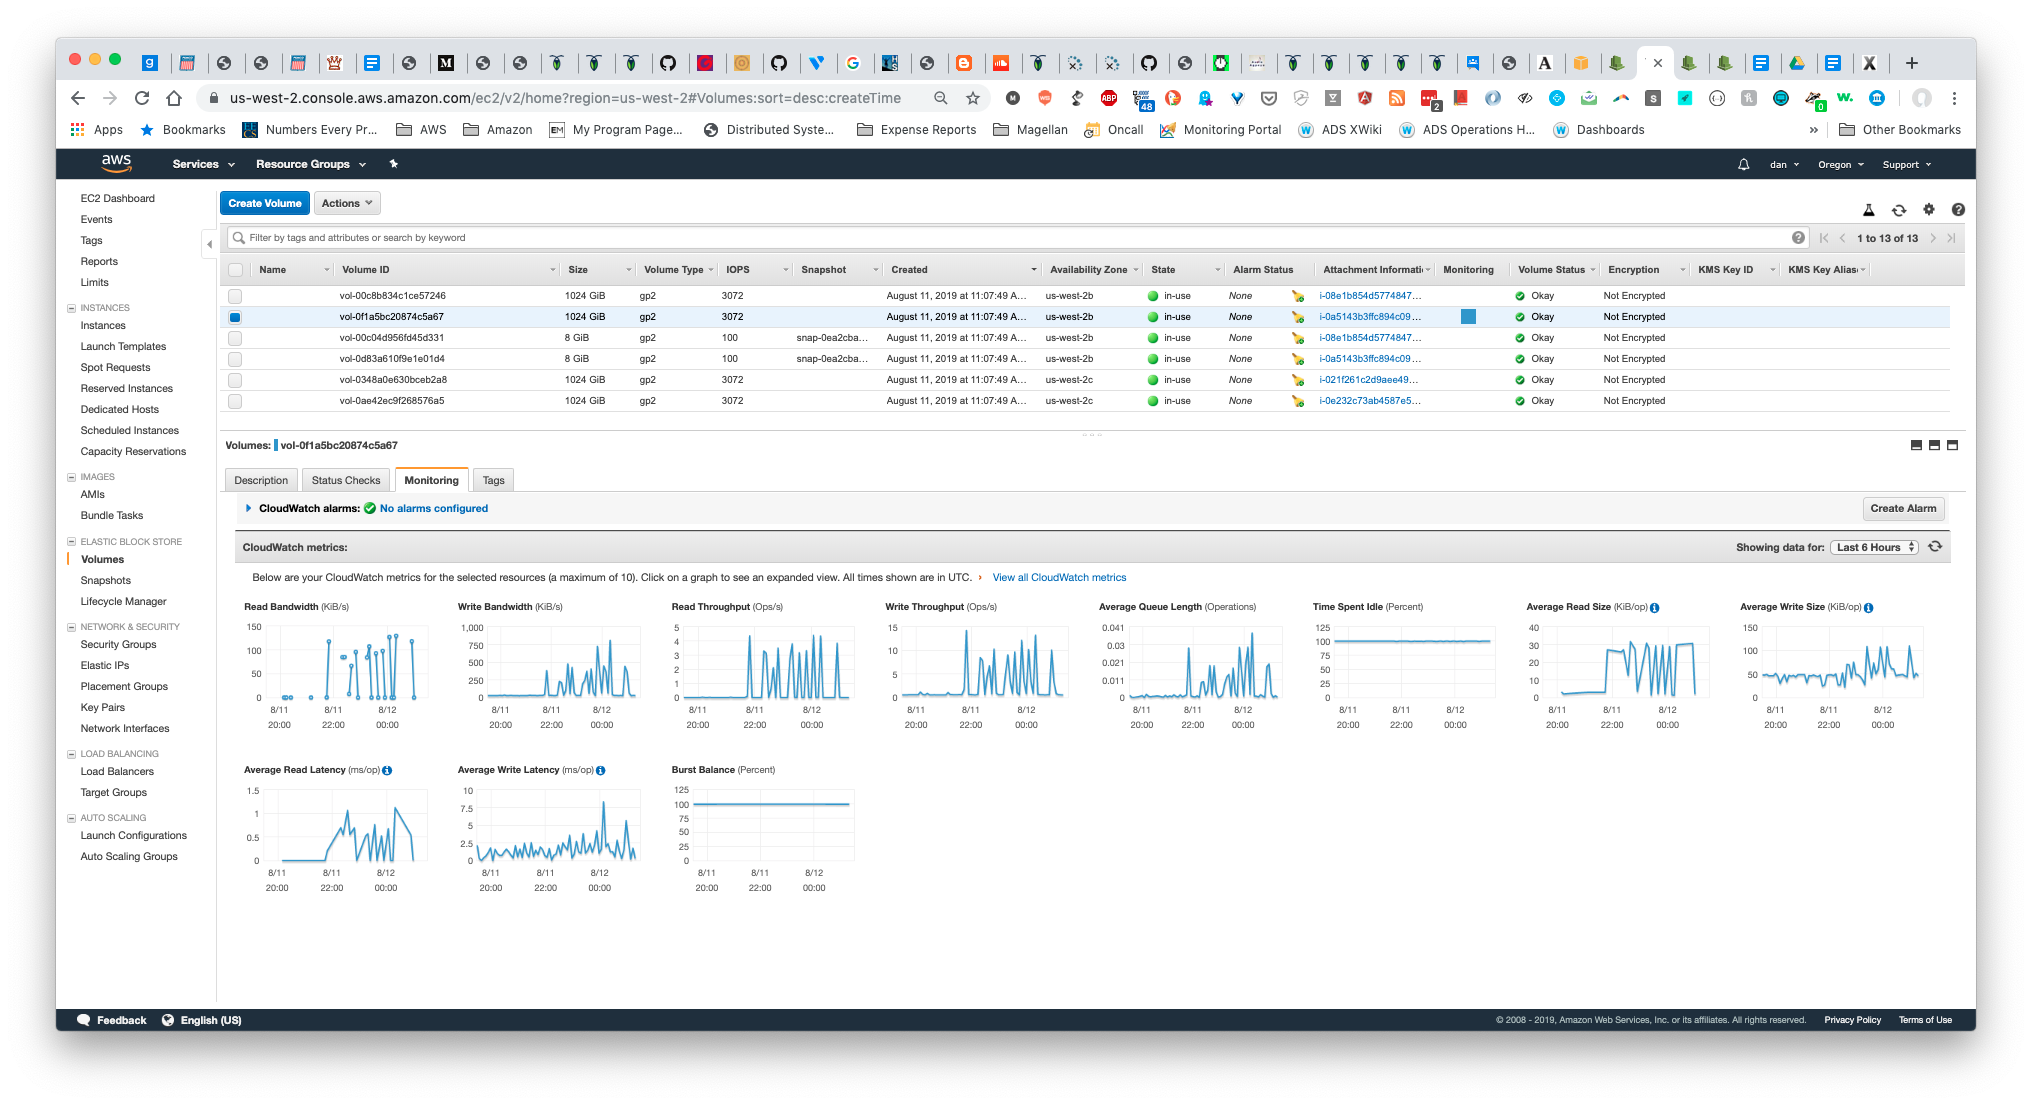 us-west-2.console.aws.amazon.com/ec2/v2/home?region=us-west-2#Volumes:sort=desc:createTime
Apps Bookmarks Numbers Every Pr... AWS Amazon My Program Page... Distributed Syste... Expense Reports Magellan Oncall Monitoring Portal ADS XWiki ADS Operations H... Dashboards » Other Bookmarks
aws Services Resource Groups dan Oregon Support
EC2 Dashboard
Events
Tags
Reports
Limits
INSTANCES
Instances
Launch Templates
Spot Requests
Reserved Instances
Dedicated Hosts
Scheduled Instances
Capacity Reservations
IMAGES
AMIs
Bundle Tasks
ELASTIC BLOCK STORE
Volumes
Snapshots
Lifecycle Manager
NETWORK & SECURITY
Security Groups
Elastic IPs
Placement Groups
Key Pairs
Network Interfaces
LOAD BALANCING
Load Balancers
Target Groups
AUTO SCALING
Launch Configurations
Auto Scaling Groups
Create Volume Actions
Filter by tags and attributes or search by keyword 1 to 13 of 13
Name Volume ID Size Volume Type IOPS Snapshot Created Availability Zone State Alarm Status Attachment Informati Monitoring Volume Status Encryption KMS Key ID KMS Key Alias
vol-00c8b834c1ce57246 1024 GiB gp2 3072 August 11, 2019 at 11:07:49 A... us-west-2b in-use None i-08e1b854d5774847... Okay Not Encrypted
vol-0f1a5bc20874c5a67 1024 GiB gp2 3072 August 11, 2019 at 11:07:49 A... us-west-2b in-use None i-0a5143b3ffc894c09... Okay Not Encrypted
vol-00c04d956fd45d331 8 GiB gp2 100 snap-0ea2cba... August 11, 2019 at 11:07:49 A... us-west-2b in-use None i-08e1b854d5774847... Okay Not Encrypted
vol-0d83a610f9e1e01d4 8 GiB gp2 100 snap-0ea2cba... August 11, 2019 at 11:07:49 A... us-west-2b in-use None i-0a5143b3ffc894c09... Okay Not Encrypted
vol-0348a0e630bceb2a8 1024 GiB gp2 3072 August 11, 2019 at 11:07:49 A... us-west-2c in-use None i-021f261c2d9aee49... Okay Not Encrypted
vol-0ae42ec9f268576a5 1024 GiB gp2 3072 August 11, 2019 at 11:07:49 A... us-west-2c in-use None i-0e232c73ab4587e5... Okay Not Encrypted
Volumes: vol-0f1a5bc20874c5a67
Description Status Checks Monitoring Tags
CloudWatch alarms: No alarms configured Create Alarm
CloudWatch metrics: Showing data for: Last 6 Hours
Below are your CloudWatch metrics for the selected resources (a maximum of 10). Click on a graph to see an expanded view. All times shown are in UTC. › View all CloudWatch metrics
Read Bandwidth (KiB/s)
150
100
50
0
8/11 8/11 8/12
20:00 22:00 00:00
Write Bandwidth (KiB/s)
1,000
750
500
250
0
8/11 8/11 8/12
20:00 22:00 00:00
Read Throughput (Ops/s)
5
4
3
2
1
0
8/11 8/11 8/12
20:00 22:00 00:00
Write Throughput (Ops/s)
15
10
5
0
8/11 8/11 8/12
20:00 22:00 00:00
Average Queue Length (Operations)
0.041
0.03
0.021
0.011
0
8/11 8/11 8/12
20:00 22:00 00:00
Time Spent Idle (Percent)
125
100
75
50
25
0
8/11 8/11 8/12
20:00 22:00 00:00
Average Read Size (KiB/op)
40
30
20
10
0
8/11 8/11 8/12
20:00 22:00 00:00
Average Write Size (KiB/op)
150
100
50
0
8/11 8/11 8/12
20:00 22:00 00:00
Average Read Latency (ms/op)
1.5
1
0.5
0
8/11 8/11 8/12
20:00 22:00 00:00
Average Write Latency (ms/op)
10
7.5
5
2.5
0
8/11 8/11 8/12
20:00 22:00 00:00
Burst Balance (Percent)
125
100
75
50
25
0
8/11 8/11 8/12
20:00 22:00 00:00
Feedback English (US) © 2008 - 2019, Amazon Web Services, Inc. or its affiliates. All rights reserved. Privacy Policy Terms of Use